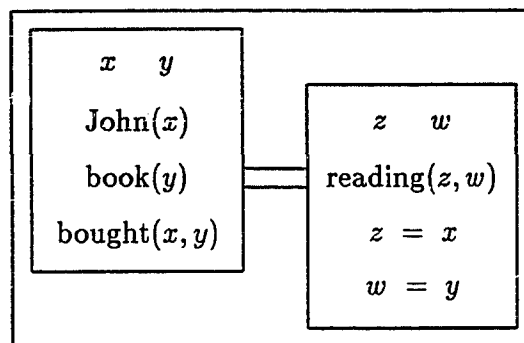 x y
John(x)
book(y)
bought(x, y)
z w
reading(z, w)
z = x
w = y